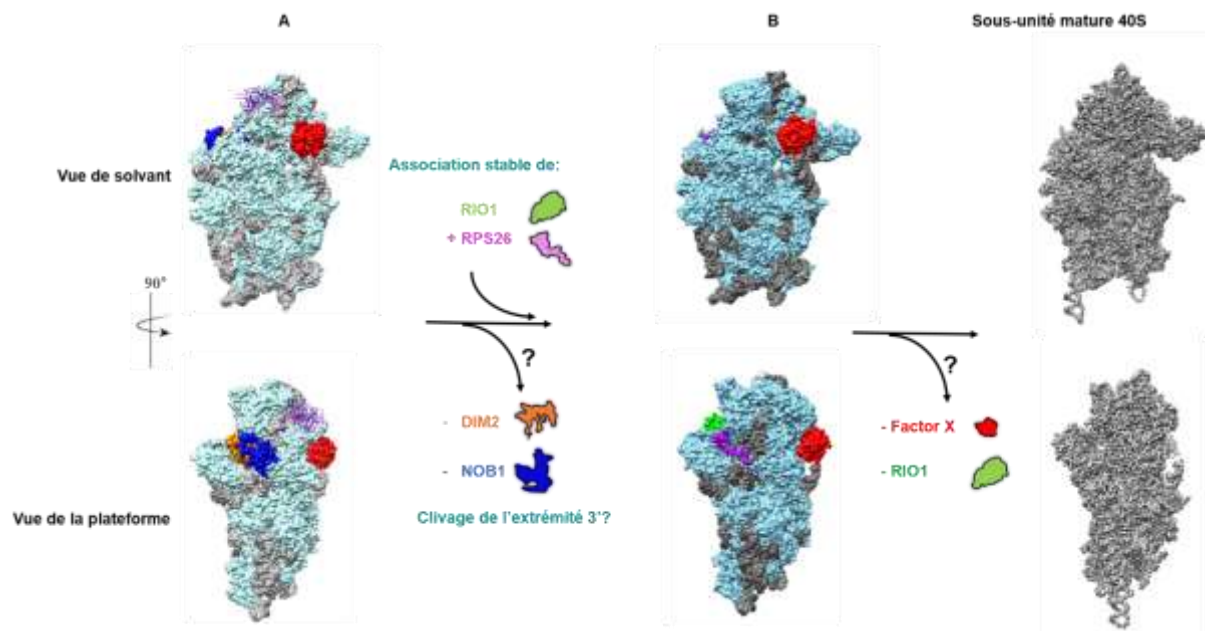 A
B
Sous-unité mature 40S
Vue de solvant
Association stable de:
RIO1
+ RPS26
90°
?
?
- DIM2
- NOB1
- Factor X
- RIO1
Vue de la plateforme
Clivage de l'extrémité 3'?